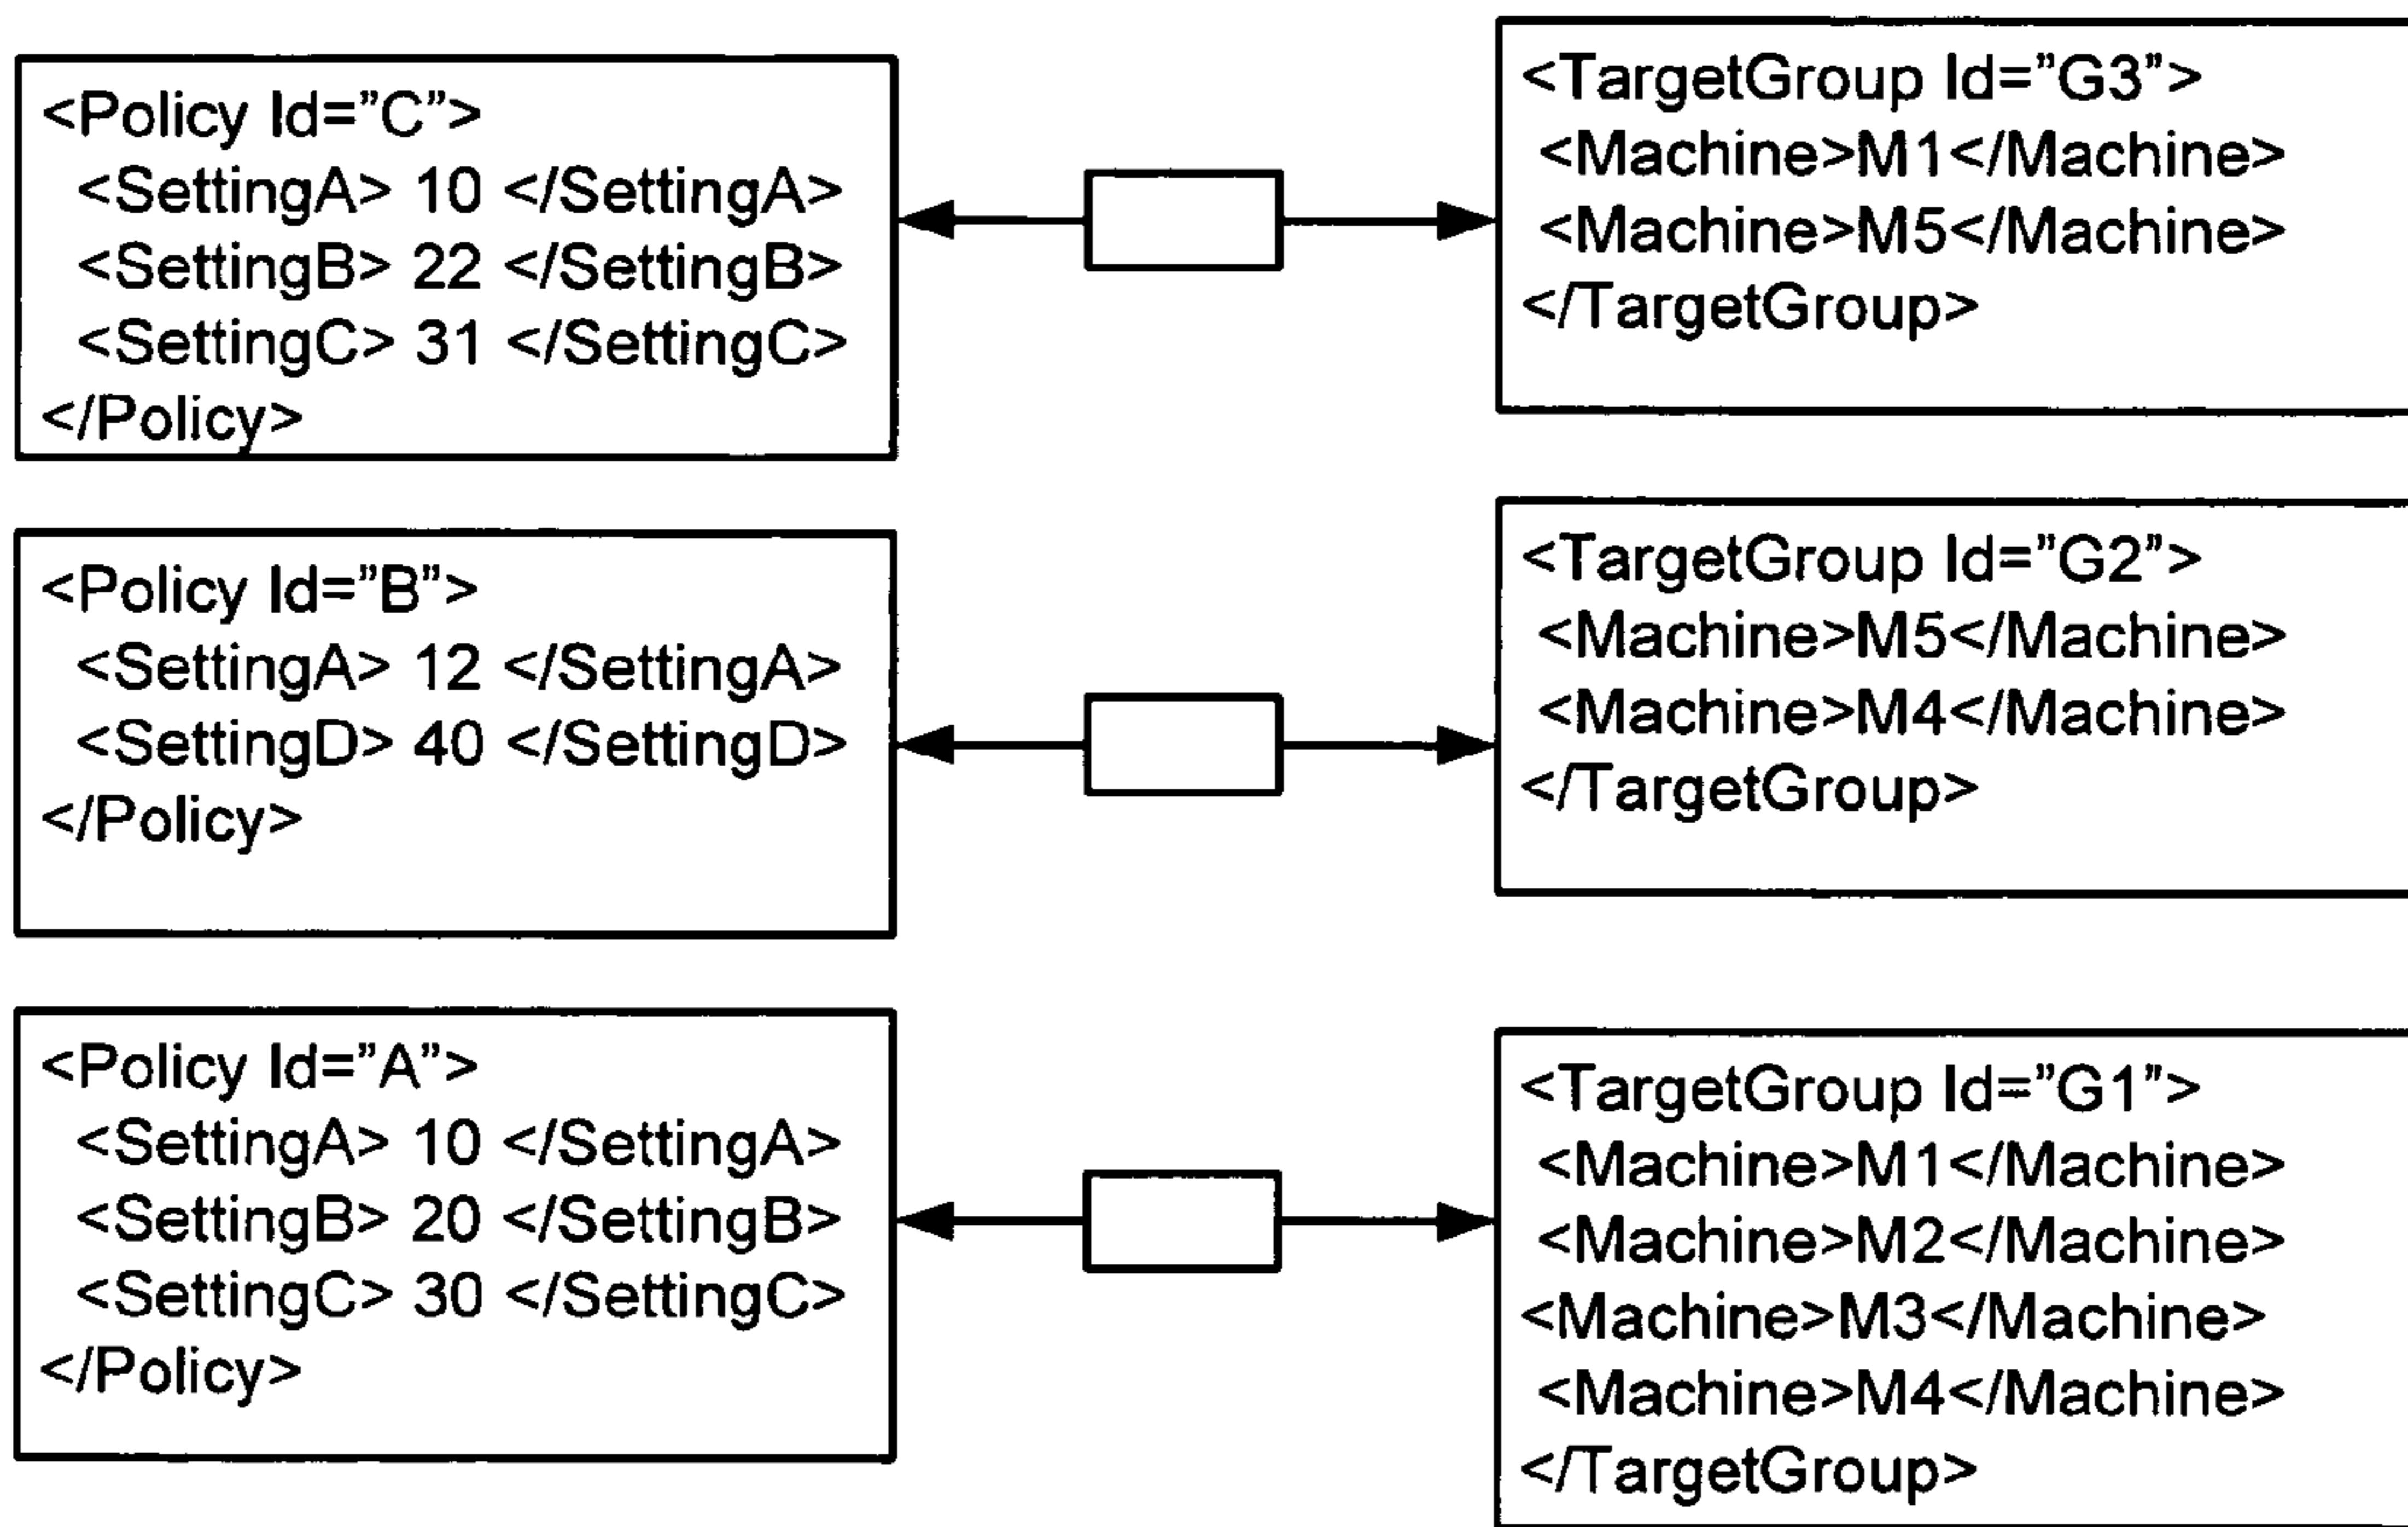 <Policy Id=”C”>
<SettingA> 10 </SettingA>
<SettingB> 22 </SettingB>
<SettingC> 31 </SettingC>
</Policy>
<TargetGroup Id=”G3”>
<Machine>M1</Machine>
<Machine>M5</Machine>
</TargetGroup>
<Policy Id=”B”>
<SettingA> 12 </SettingA>
<SettingD> 40 </SettingD>
</Policy>
<TargetGroup Id=”G2”>
<Machine>M5</Machine>
<Machine>M4</Machine>
</TargetGroup>
<Policy Id=”A”>
<SettingA> 10 </SettingA>
<SettingB> 20 </SettingB>
<SettingC> 30 </SettingC>
</Policy>
<TargetGroup Id=”G1”>
<Machine>M1</Machine>
<Machine>M2</Machine>
<Machine>M3</Machine>
<Machine>M4</Machine>
</TargetGroup>